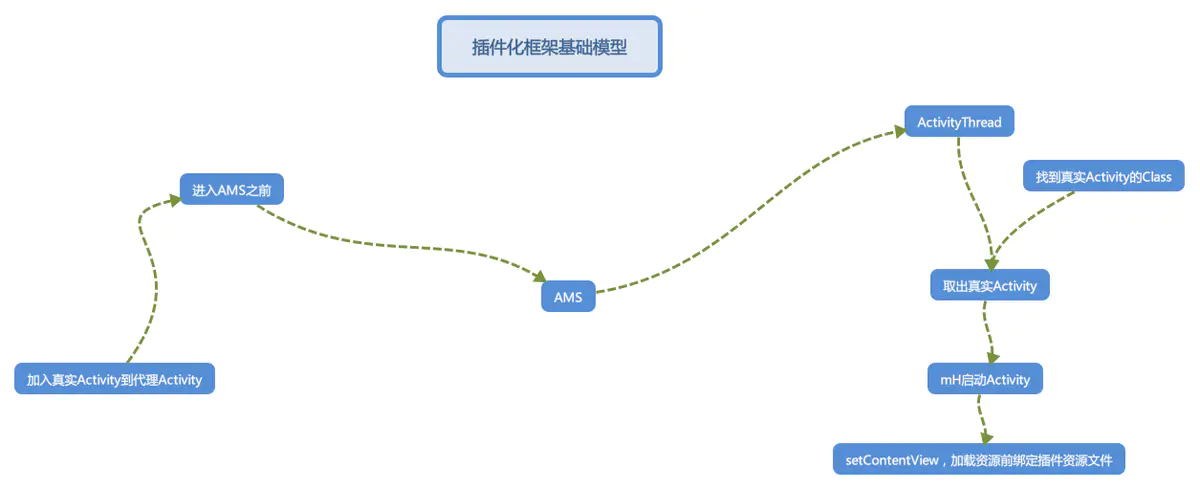 插件化框架基础模型
ActivityThread
进入AMS之前
找到真实Activity的Class
AMS
取出真实Activity
加入真实Activity到代理Activity
mH启动Activity
setContentView，加载资源前绑定插件资源文件